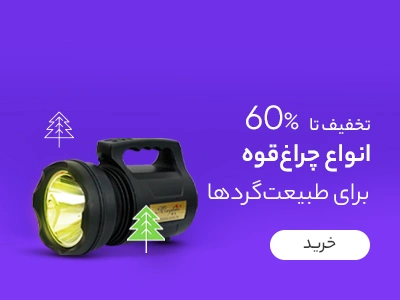 تخفیف تا 60%
انواع چراغ‌قوه
برای طبیعت‌گردها
خرید